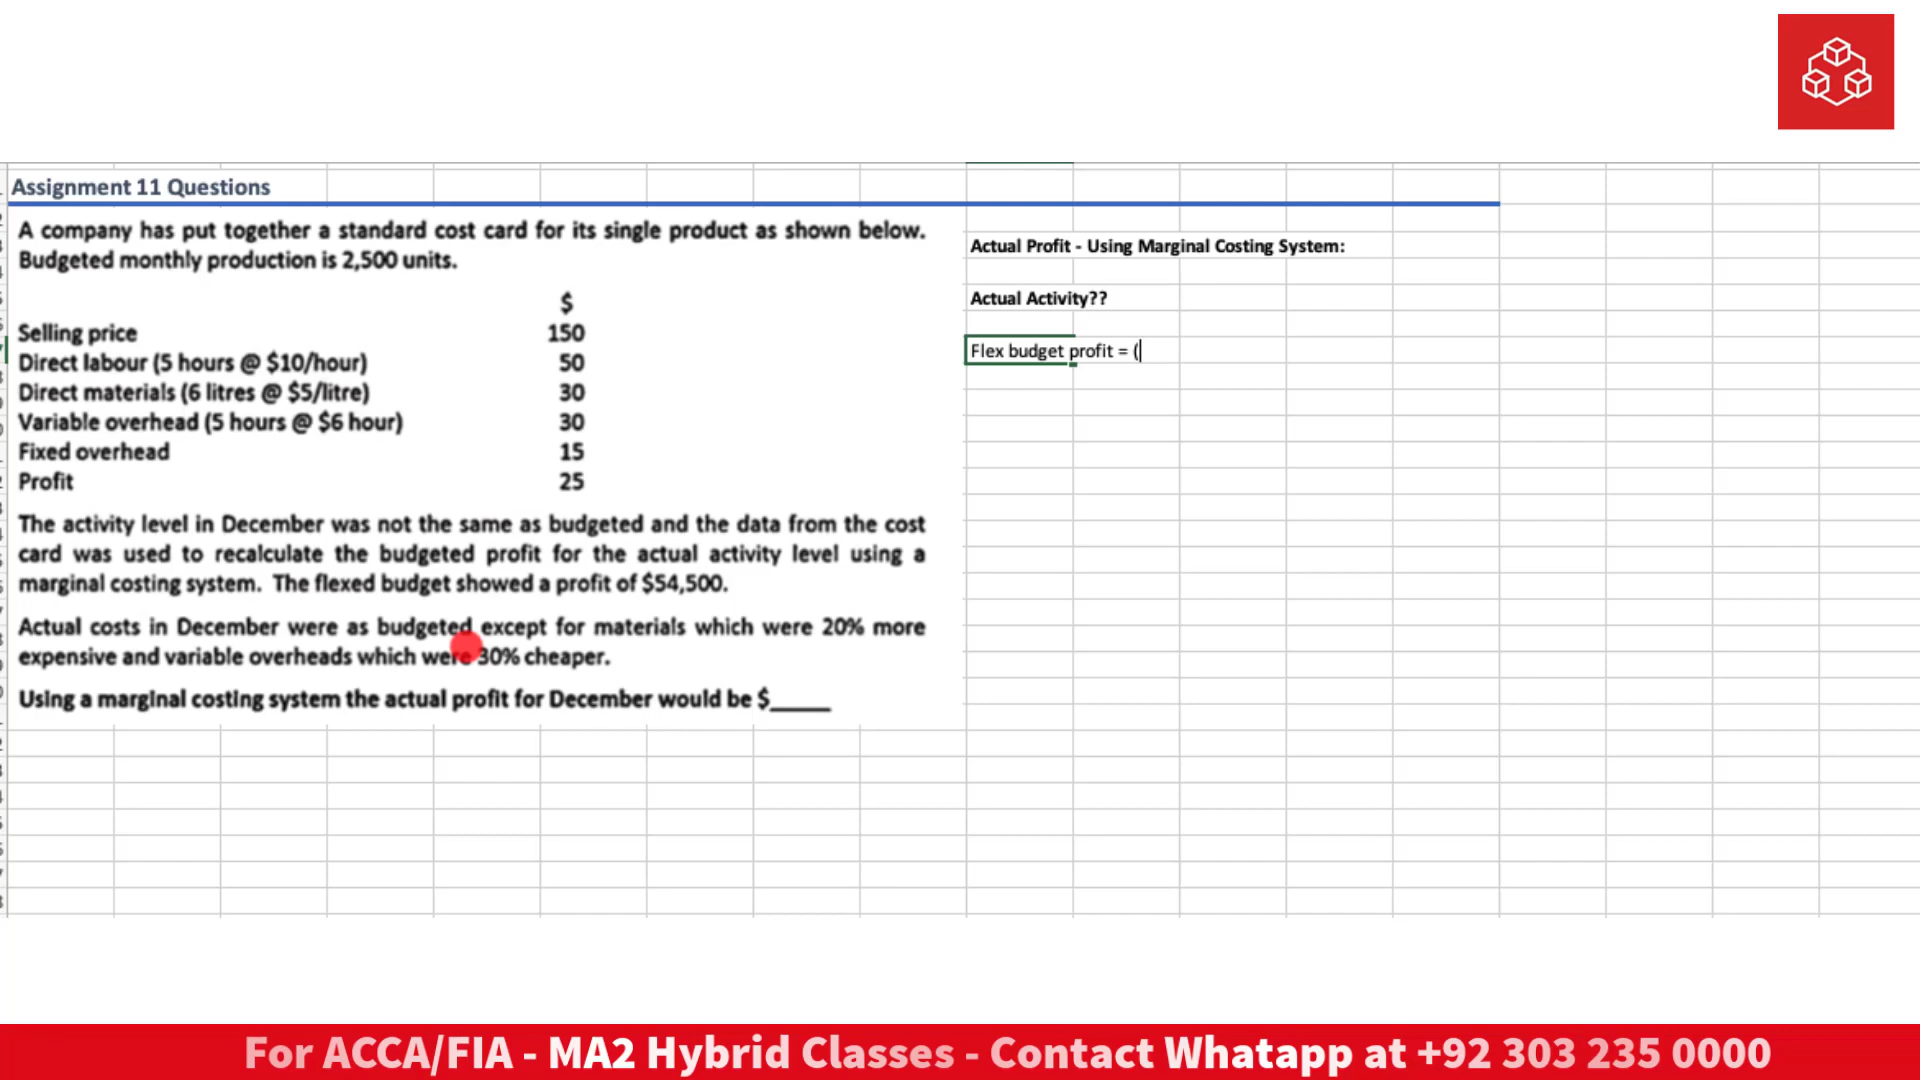 Assignment 11 Questions
A company has put together a standard cost card for its single product as shown below.
Budgeted monthly production is 2,500 units.
$
Selling price 150
Direct labour (5 hours @ $10/hour) 50
Direct materials (6 litres @ $5/litre) 30
Variable overhead (5 hours @ $6 hour) 30
Fixed overhead 15
Profit 25
The activity level in December was not the same as budgeted and the data from the cost
card was used to recalculate the budgeted profit for the actual activity level using a
marginal costing system. The flexed budget showed a profit of $54,500.
Actual costs in December were as budgeted except for materials which were 20% more
expensive and variable overheads which were 30% cheaper.
Using a marginal costing system the actual profit for December would be $_____
Actual Profit - Using Marginal Costing System:
Actual Activity??
Flex budget profit = (
For ACCA/FIA - MA2 Hybrid Classes - Contact Whatapp at +92 303 235 0000